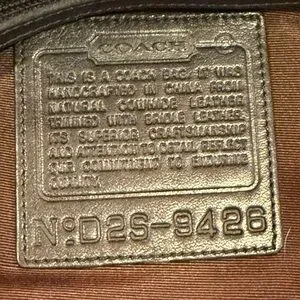 COACH
THIS IS A COACH BAG. IT WAS
HANDCRAFTED IN CHINA FROM
NATURAL COWHIDE LEATHER
TRIMMED WITH BRIDLE LEATHER.
ITS SUPERIOR CRAFTSMANSHIP
AND ATTENTION TO DETAIL REFLECT
OUR COMMITMENT TO ENDURING
QUALITY.
Nº D2S-9426